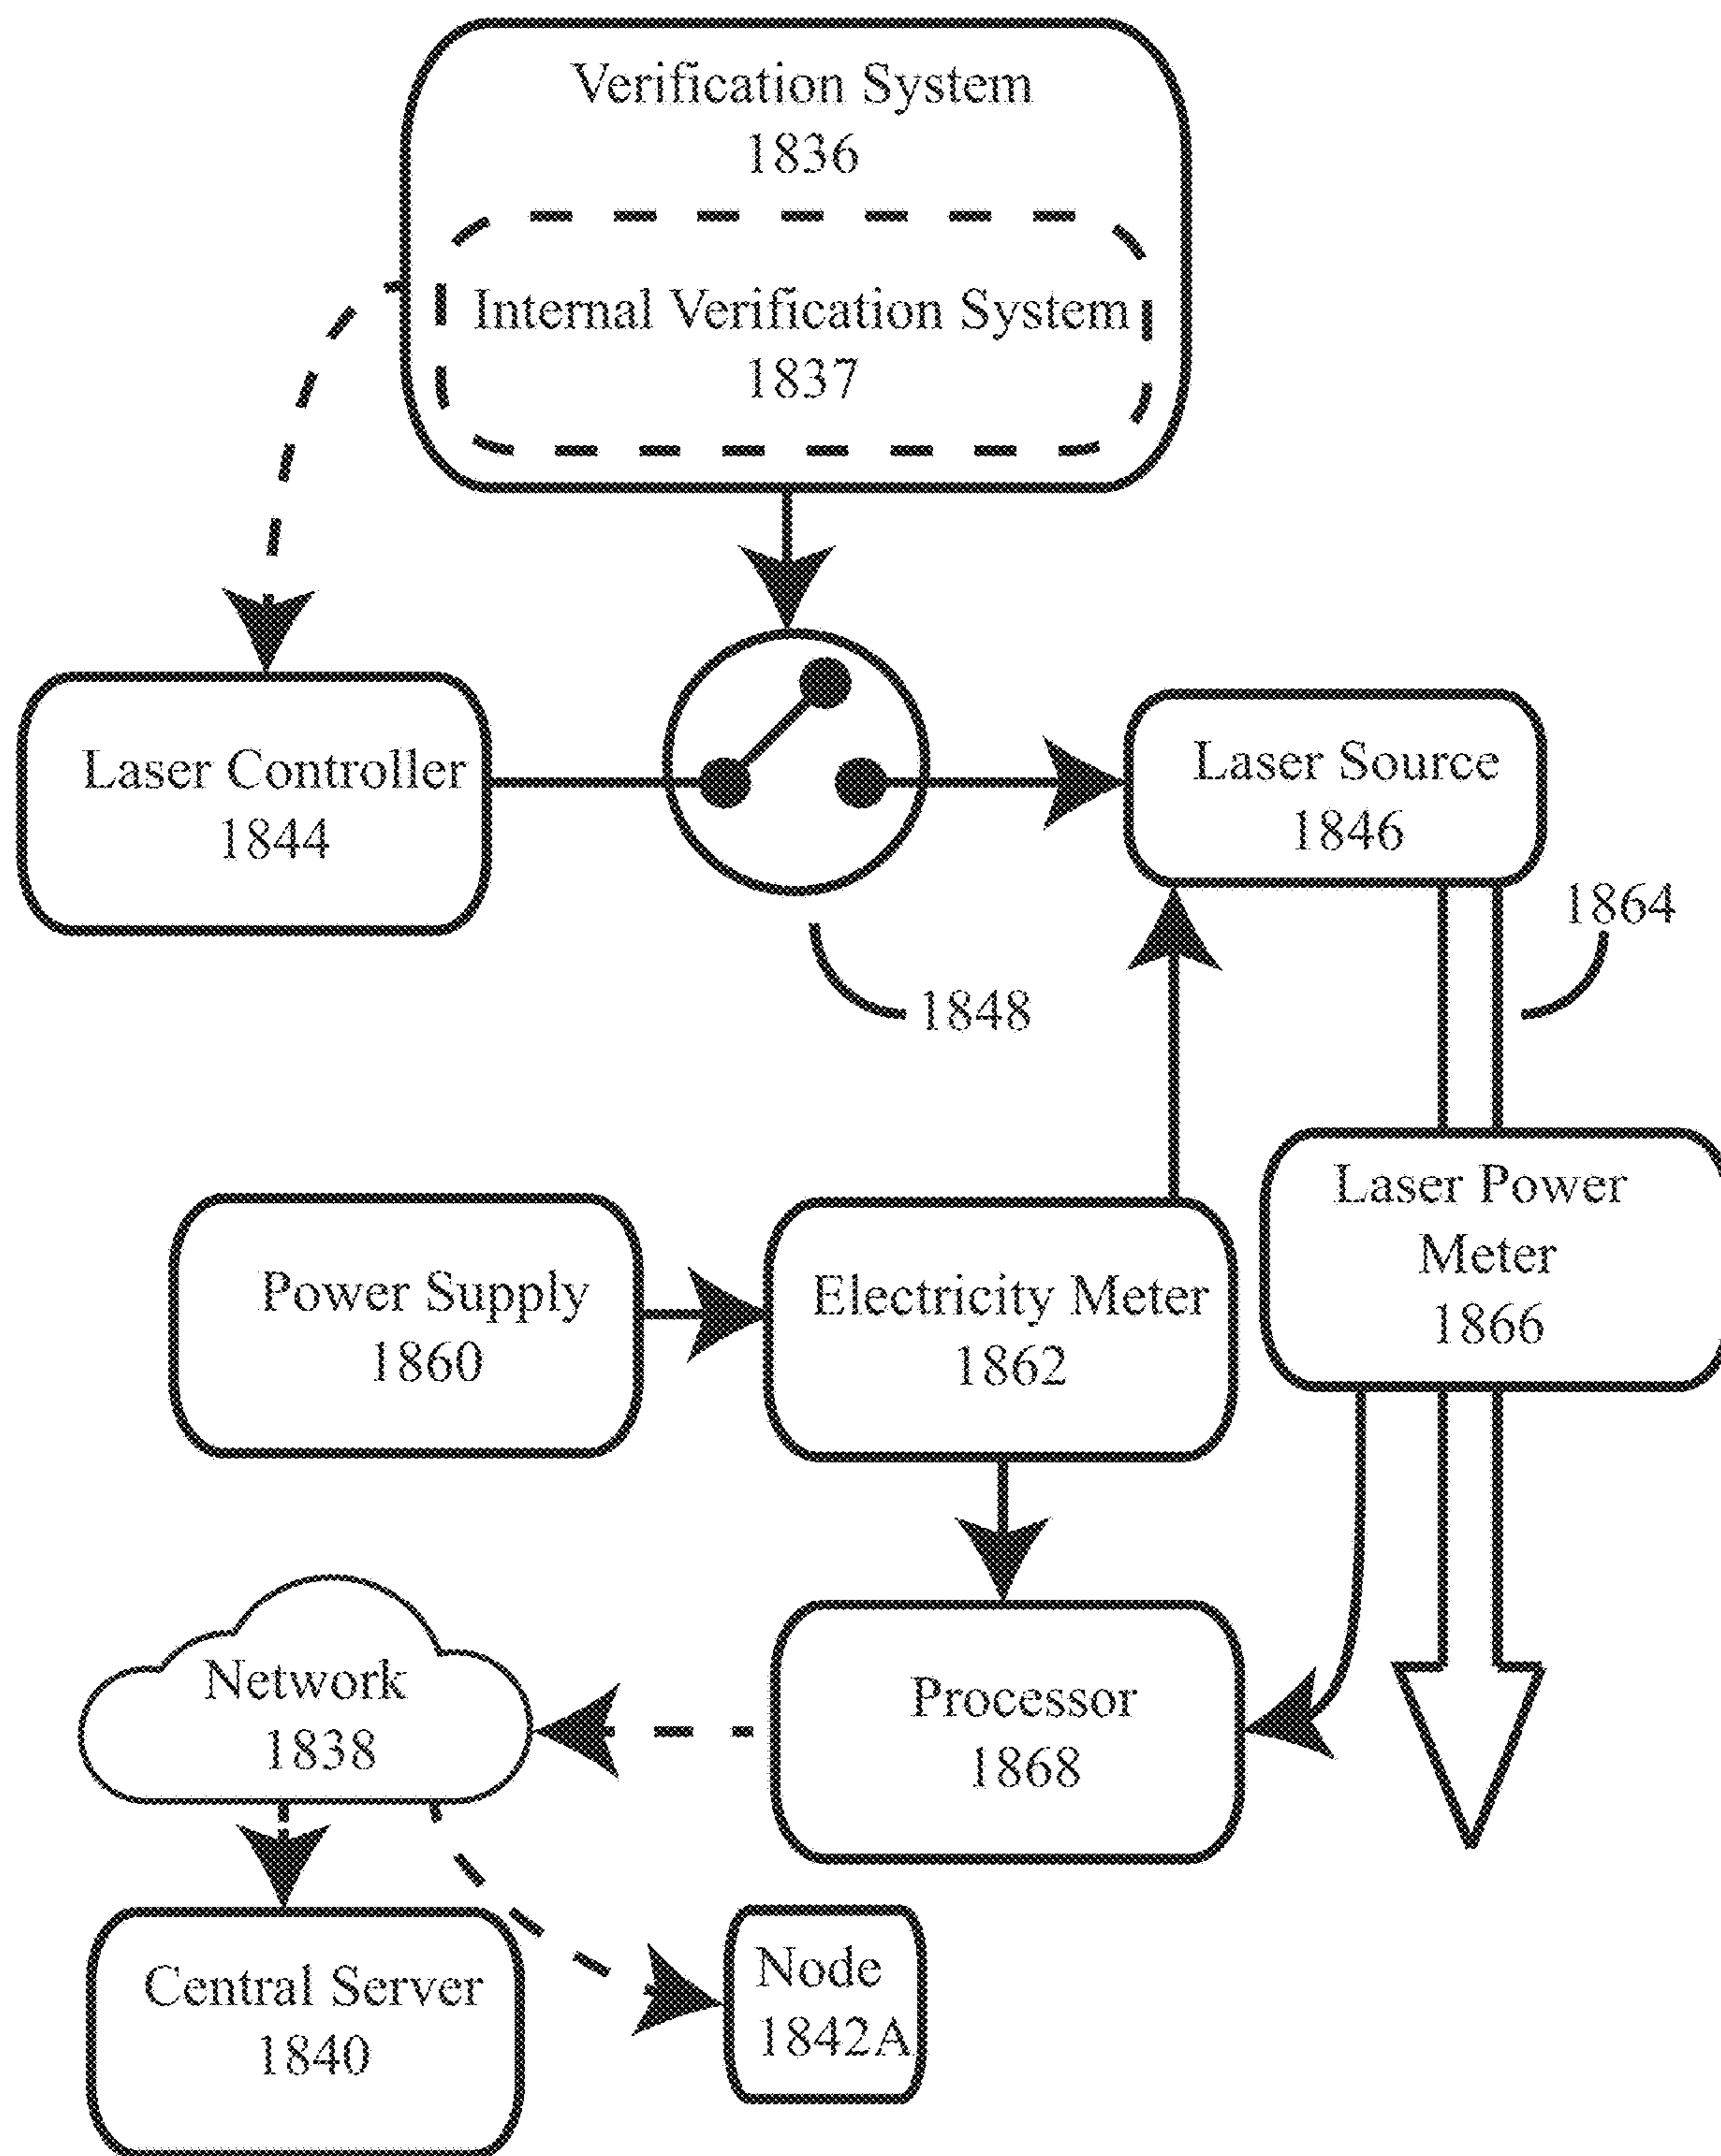 Verification System
1836
Internal Verification System
1837
Laser Controller
1844
Laser Source
1846
1864
1848
Laser Power
Meter
1866
Power Supply
1860
Electricity Meter
1862
Network
1838
Processor
1868
Central Server
1840
Node
1842A